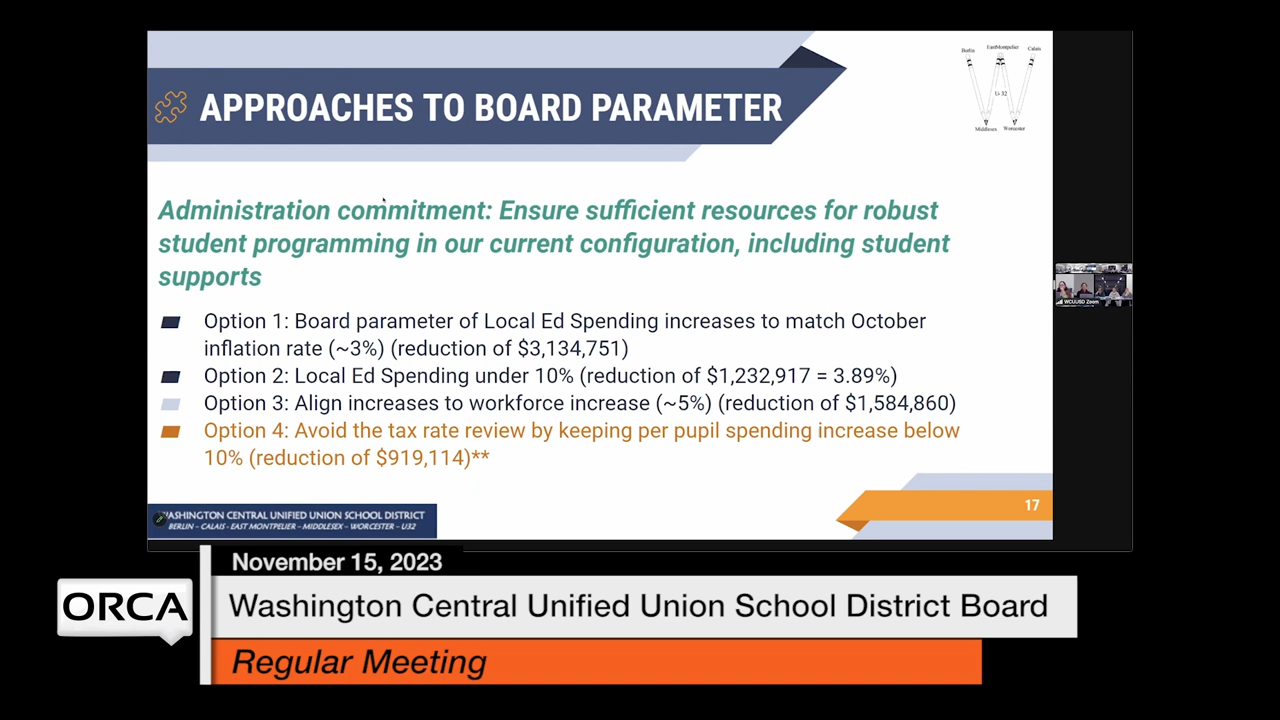 APPROACHES TO BOARD PARAMETER
Berlin
EastMontpelier
Calais
U-32
Middlesex
Worcester
Administration commitment: Ensure sufficient resources for robust
student programming in our current configuration, including student
supports
Option 1: Board parameter of Local Ed Spending increases to match October
inflation rate (~3%) (reduction of $3,134,751)
Option 2: Local Ed Spending under 10% (reduction of $1,232,917 = 3.89%)
Option 3: Align increases to workforce increase (~5%) (reduction of $1,584,860)
Option 4: Avoid the tax rate review by keeping per pupil spending increase below
10% (reduction of $919,114)**
WCUUSD Zoom
17
WASHINGTON CENTRAL UNIFIED UNION SCHOOL DISTRICT
BERLIN – CALAIS - EAST MONTPELIER – MIDDLESEX – WORCESTER – U32
November 15, 2023
ORCA
Washington Central Unified Union School District Board
Regular Meeting